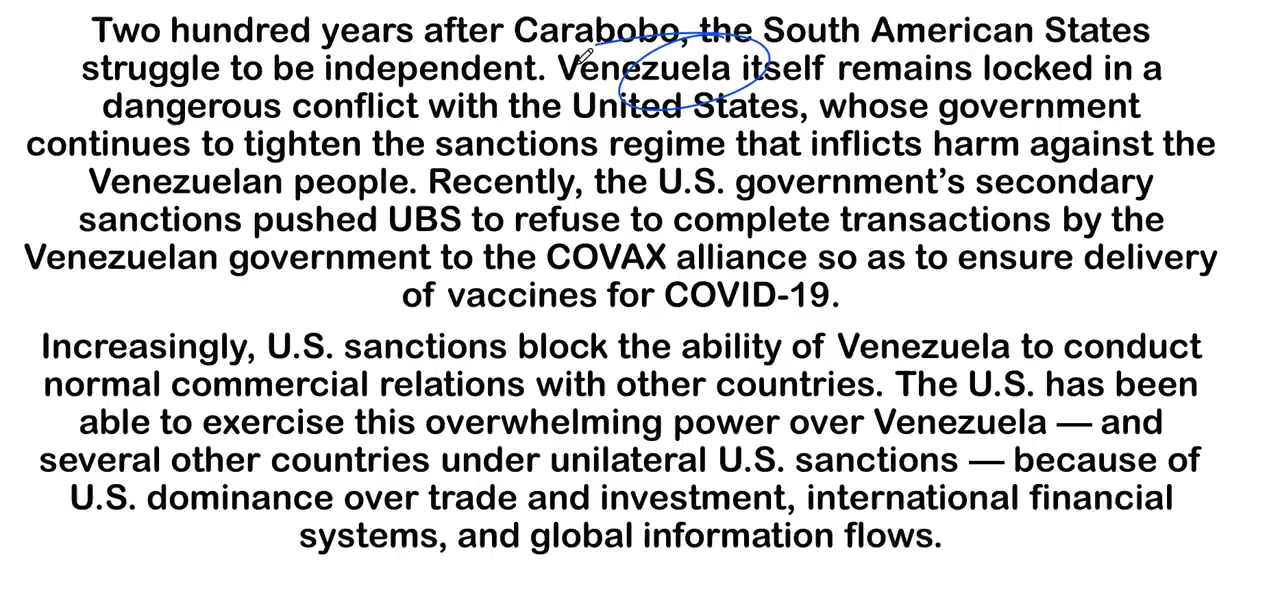 Two hundred years after Carabobo, the South American States
struggle to be independent. Venezuela itself remains locked in a
dangerous conflict with the United States, whose government
continues to tighten the sanctions regime that inflicts harm against the
Venezuelan people. Recently, the U.S. government’s secondary
sanctions pushed UBS to refuse to complete transactions by the
Venezuelan government to the COVAX alliance so as to ensure delivery
of vaccines for COVID-19.
Increasingly, U.S. sanctions block the ability of Venezuela to conduct
normal commercial relations with other countries. The U.S. has been
able to exercise this overwhelming power over Venezuela — and
several other countries under unilateral U.S. sanctions — because of
U.S. dominance over trade and investment, international financial
systems, and global information flows.